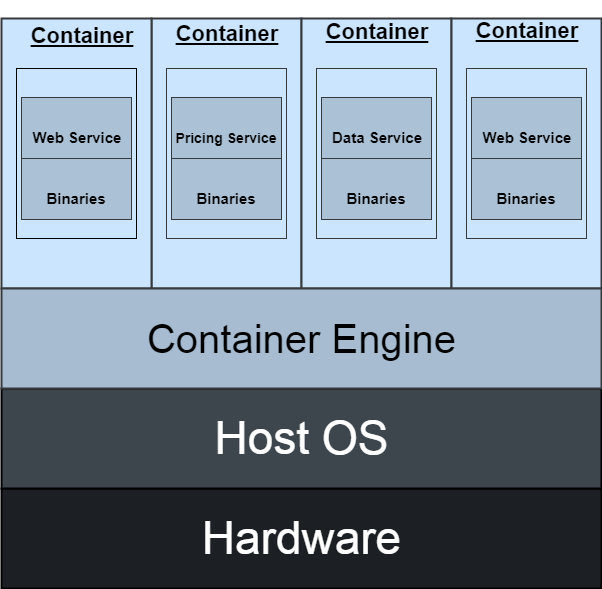 Container
Container
Container
Container
Web Service
Pricing Service
Data Service
Web Service
Binaries
Binaries
Binaries
Binaries
Container Engine
Host OS
Hardware